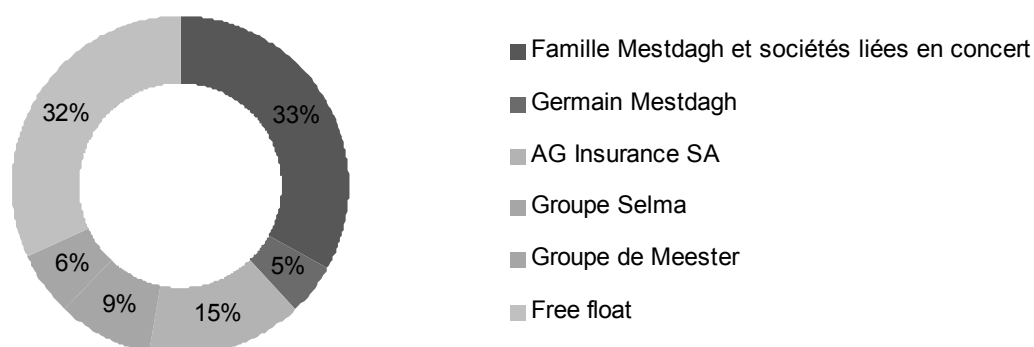 Famille Mestdagh et sociétés liées en concert
Germain Mestdagh
AG Insurance SA
Groupe Selma
Groupe de Meester
Free float
33%
5%
15%
9%
6%
32%